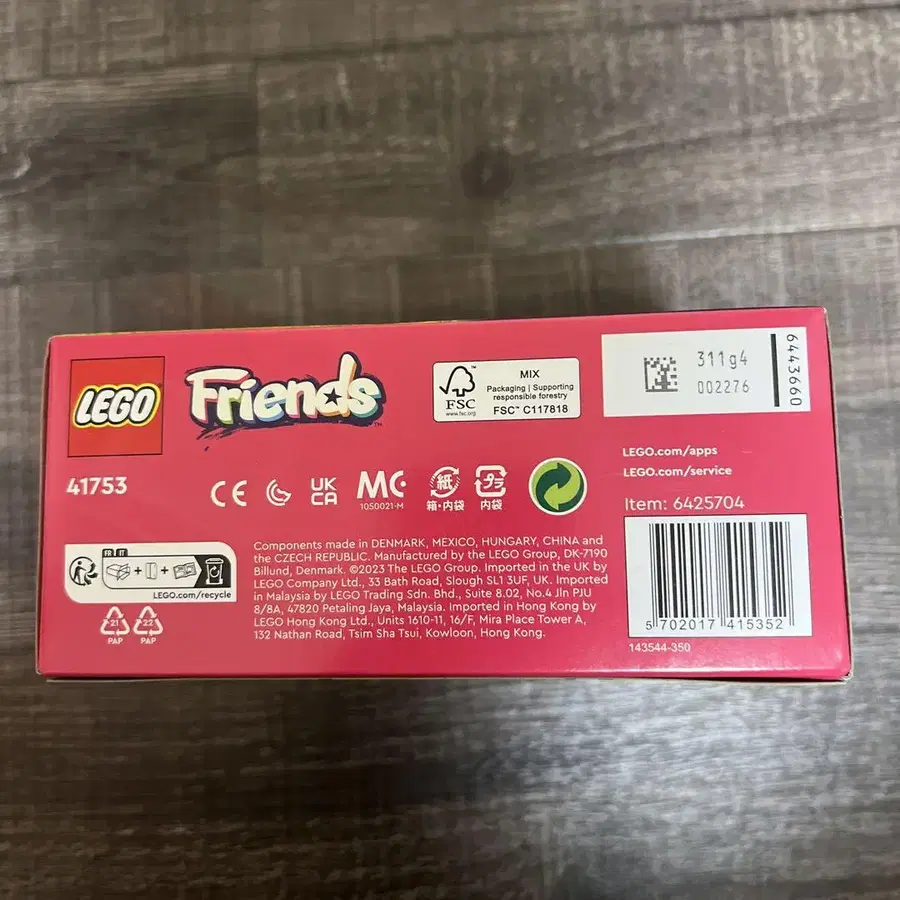 LEGO
Friends
™
41753
FSC
www.fsc.org
MIX
Packaging | Supporting
responsible forestry
FSC™ C117818
311g4
002276
6443660
LEGO.com/apps
LEGO.com/service
Item: 6425704
CE
UK
CA
1050021-M
紙
箱・内袋
プラ
内袋
FR IT
+ +
LEGO.com/recycle
21
PAP
22
PAP
Components made in DENMARK, MEXICO, HUNGARY, CHINA and
the CZECH REPUBLIC. Manufactured by the LEGO Group, DK-7190
Billund, Denmark. ©2023 The LEGO Group. Imported in the UK by
LEGO Company Ltd., 33 Bath Road, Slough SL1 3UF, UK. Imported
in Malaysia by LEGO Trading Sdn. Bhd., Suite 8.02, No.4 Jln PJU
8/8A, 47820 Petaling Jaya, Malaysia. Imported in Hong Kong by
LEGO Hong Kong Ltd., Units 1610-11, 16/F, Mira Place Tower A,
132 Nathan Road, Tsim Sha Tsui, Kowloon, Hong Kong.
5 702017 415352
143544-350